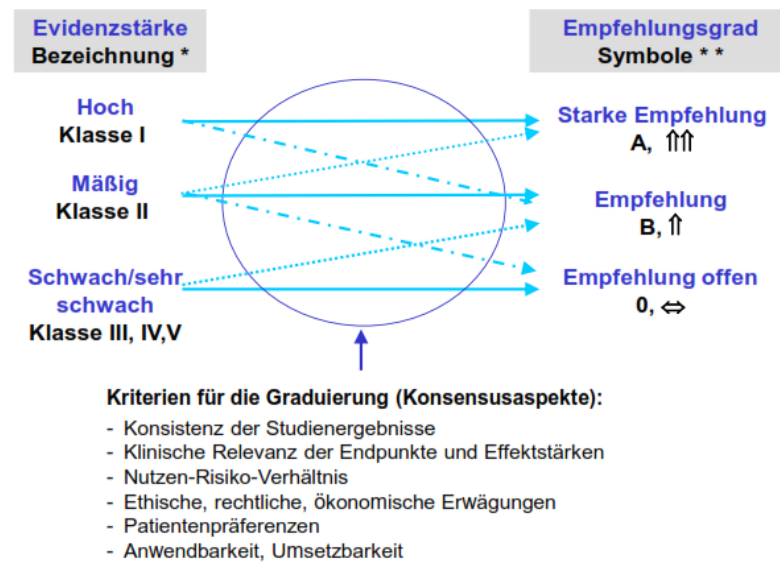 Evidenzstärke
Bezeichnung *
Empfehlungsgrad
Symbole * *
Hoch
Klasse I
Starke Empfehlung
A, ⇑⇑
Mäßig
Klasse II
Empfehlung
B, ⇑
Schwach/sehr
schwach
Klasse III, IV,V
Empfehlung offen
0, ⇔
Kriterien für die Graduierung (Konsensusaspekte):
- Konsistenz der Studienergebnisse
- Klinische Relevanz der Endpunkte und Effektstärken
- Nutzen-Risiko-Verhältnis
- Ethische, rechtliche, ökonomische Erwägungen
- Patientenpräferenzen
- Anwendbarkeit, Umsetzbarkeit